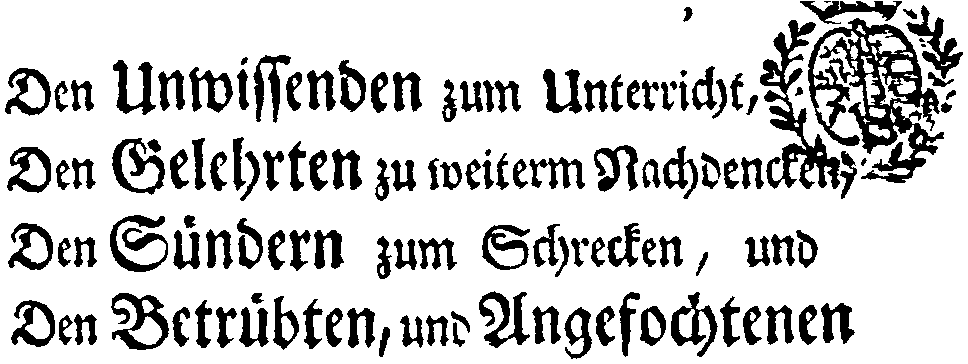 Den Unwissenden zum Unterricht,
Den Gelehrten zu weiterm Nachdencken,
Den Sündern zum Schrecken, und
Den Betrübten, und Angefochtenen